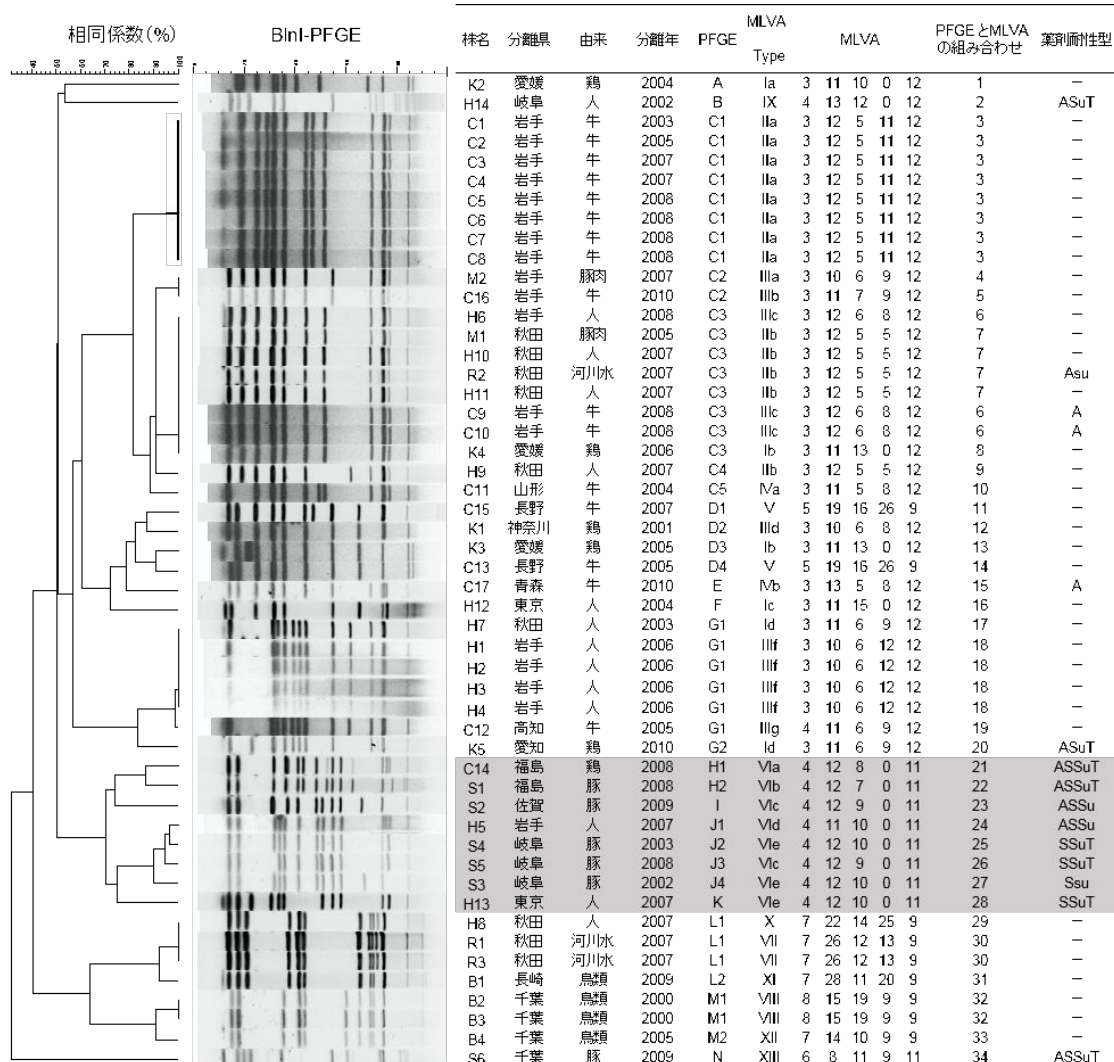 相同係数(%) BlnI-PFGE 株名 分離県 由来 分離年 PFGE MLVA Type MLVA PFGEとMLVAの組み合わせ 薬剤耐性型
40 50 60 70 80 90 100
K2 愛媛 鶏 2004 A Ia 3 11 10 0 12 1 –
H14 岐阜 人 2002 B IX 4 13 12 0 12 2 ASuT
C1 岩手 牛 2003 C1 IIa 3 12 5 11 12 3 –
C2 岩手 牛 2005 C1 IIa 3 12 5 11 12 3 –
C3 岩手 牛 2007 C1 IIa 3 12 5 11 12 3 –
C4 岩手 牛 2007 C1 IIa 3 12 5 11 12 3 –
C5 岩手 牛 2008 C1 IIa 3 12 5 11 12 3 –
C6 岩手 牛 2008 C1 IIa 3 12 5 11 12 3 –
C7 岩手 牛 2008 C1 IIa 3 12 5 11 12 3 –
C8 岩手 牛 2008 C1 IIa 3 12 5 11 12 3 –
M2 岩手 豚肉 2007 C2 IIIa 3 10 6 9 12 4 –
C16 岩手 牛 2010 C2 IIIb 3 11 7 9 12 5 –
H6 岩手 人 2008 C3 IIIc 3 12 6 8 12 6 –
M1 秋田 豚肉 2005 C3 IIb 3 12 5 5 12 7 –
H10 秋田 人 2007 C3 IIb 3 12 5 5 12 7 –
R2 秋田 河川水 2007 C3 IIb 3 12 5 5 12 7 Asu
H11 秋田 人 2007 C3 IIb 3 12 5 5 12 7 –
C9 岩手 牛 2008 C3 IIIc 3 12 6 8 12 6 A
C10 岩手 牛 2008 C3 IIIc 3 12 6 8 12 6 A
K4 愛媛 鶏 2006 C3 Ib 3 11 13 0 12 8 –
H9 秋田 人 2007 C4 IIb 3 12 5 5 12 9 –
C11 山形 牛 2004 C5 IVa 3 11 5 8 12 10 –
C15 長野 牛 2007 D1 V 5 19 16 26 9 11 –
K1 神奈川 鶏 2001 D2 IIId 3 10 6 8 12 12 –
K3 愛媛 鶏 2005 D3 Ib 3 11 13 0 12 13 –
C13 長野 牛 2005 D4 V 5 19 16 26 9 14 –
C17 青森 牛 2010 E IVb 3 13 5 8 12 15 A
H12 東京 人 2004 F Ic 3 11 15 0 12 16 –
H7 秋田 人 2003 G1 Id 3 11 6 9 12 17 –
H1 岩手 人 2006 G1 IIIf 3 10 6 12 12 18 –
H2 岩手 人 2006 G1 IIIf 3 10 6 12 12 18 –
H3 岩手 人 2006 G1 IIIf 3 10 6 12 12 18 –
H4 岩手 人 2006 G1 IIIf 3 10 6 12 12 18 –
C12 高知 牛 2005 G1 IIIg 4 11 6 9 12 19 –
K5 愛知 鶏 2010 G2 Id 3 11 6 9 12 20 ASuT
C14 福島 鶏 2008 H1 VIa 4 12 8 0 11 21 ASSuT
S1 福島 豚 2008 H2 VIb 4 12 7 0 11 22 ASSuT
S2 佐賀 豚 2009 I VIc 4 12 9 0 11 23 ASSu
H5 岩手 人 2007 J1 VId 4 11 10 0 11 24 ASSu
S4 岐阜 豚 2003 J2 VIe 4 12 10 0 11 25 SSuT
S5 岐阜 豚 2008 J3 VIc 4 12 9 0 11 26 SSuT
S3 岐阜 豚 2002 J4 VIe 4 12 10 0 11 27 Ssu
H13 東京 人 2007 K VIe 4 12 10 0 11 28 SSuT
H8 秋田 人 2007 L1 X 7 22 14 25 9 29 –
R1 秋田 河川水 2007 L1 VII 7 26 12 13 9 30 –
R3 秋田 河川水 2007 L1 VII 7 26 12 13 9 30 –
B1 長崎 鳥類 2009 L2 XI 7 28 11 20 9 31 –
B2 千葉 鳥類 2000 M1 VIII 8 15 19 9 9 32 –
B3 千葉 鳥類 2000 M1 VIII 8 15 19 9 9 32 –
B4 千葉 鳥類 2005 M2 XII 7 14 10 9 9 33 –
S6 千葉 豚 2009 N XIII 6 8 11 9 11 34 ASSuT